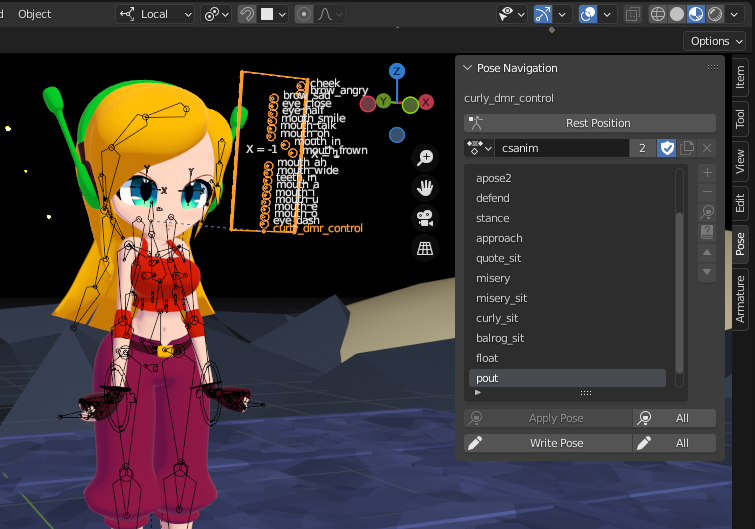 Object
Local
Options
Pose Navigation
curly_dmr_control
Rest Position
csanim
2
apose2
defend
stance
approach
quote_sit
misery
misery_sit
curly_sit
balrog_sit
float
pout
Apply Pose
All
Write Pose
All
Item
Tool
View
Edit
Pose
Armature
Z
Y
X
cheek
brow_angry
brow_sad
eye_close
eye_half
mouth_smile
mouth_talk
mouth_oh
mouth_in
X = -1
mouth_frown
mouth_ah
mouth_wide
teeth_m
mouth_a
mouth_i
mouth_u
mouth_e
mouth_o
eye_dash
curly_dmr_control